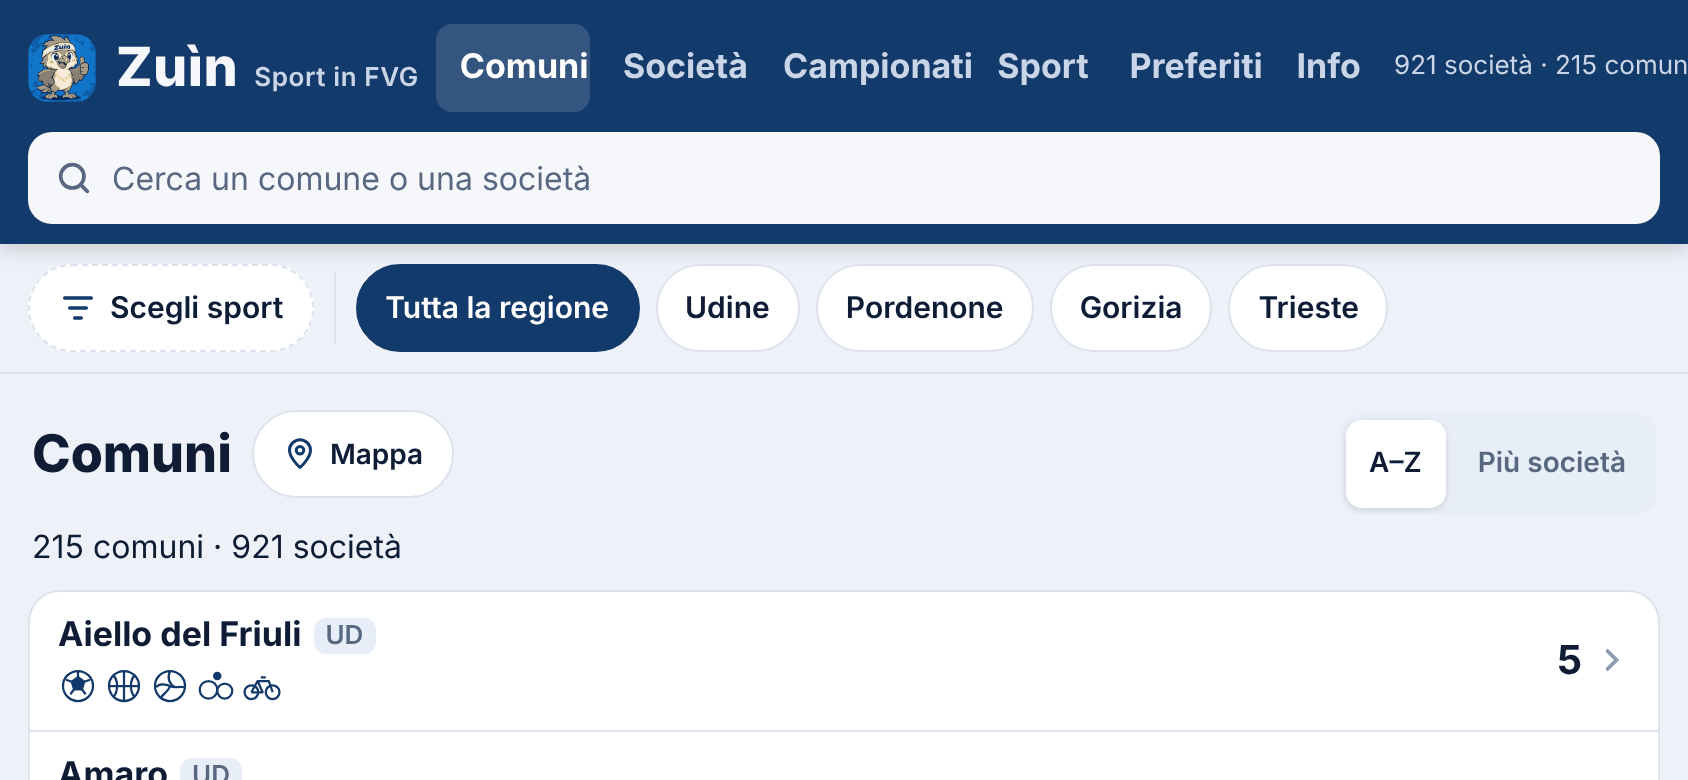 Zuìn Sport in FVG Comuni Società Campionati Sport Preferiti Info 921 società · 215 comun
Cerca un comune o una società
Scegli sport Tutta la regione Udine Pordenone Gorizia Trieste
Comuni Mappa A–Z Più società
215 comuni · 921 società
Aiello del Friuli UD
5
Amaro UD